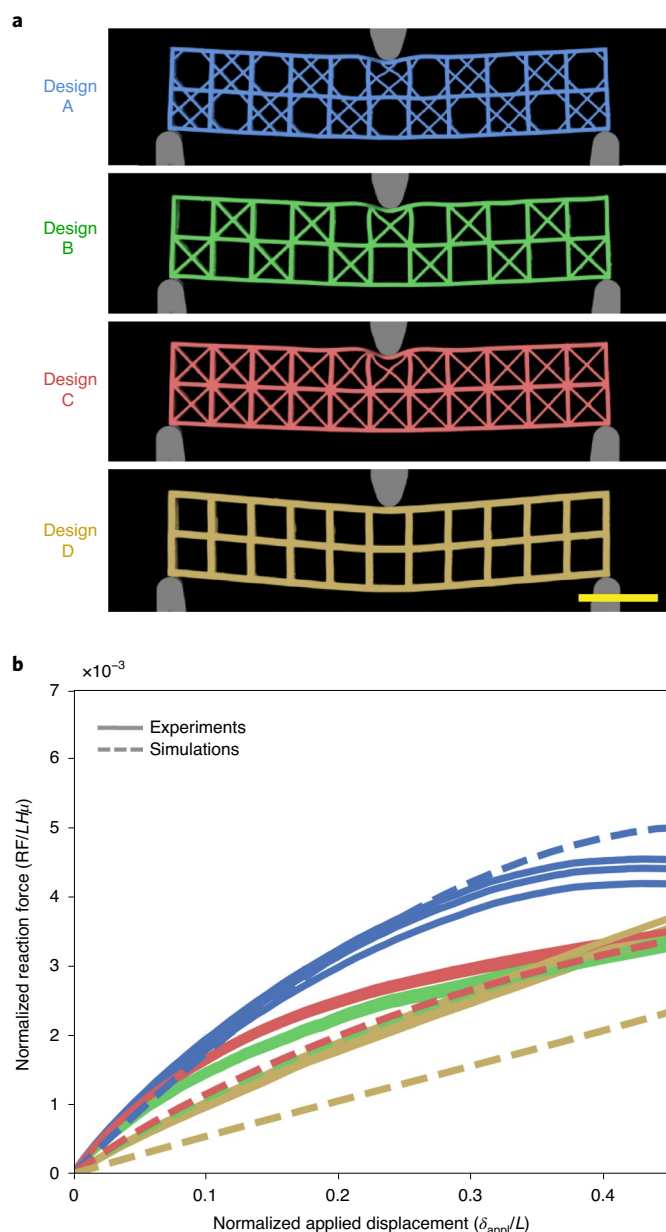 a
Design
A
Design
B
Design
C
Design
D
b
×10⁻³
7
6
5
4
3
2
1
0
Experiments
Simulations
Normalized reaction force (RF/LHμ)
0
0.1
0.2
0.3
0.4
Normalized applied displacement (δappl/L)